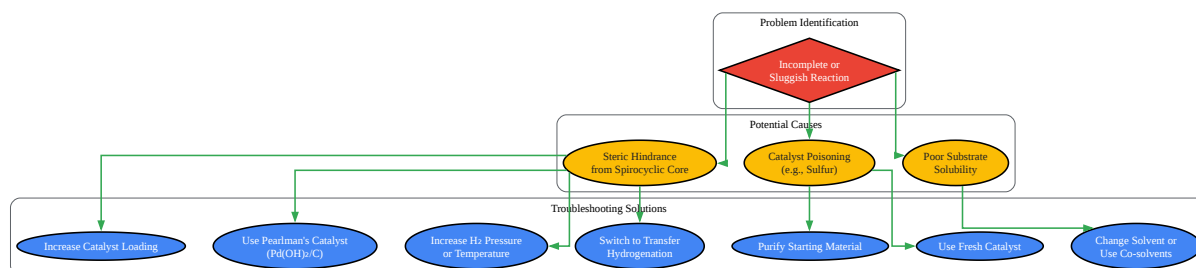 Problem Identification
Incomplete or
Sluggish Reaction
Potential Causes
Steric Hindrance
from Spirocyclic Core
Catalyst Poisoning
(e.g., Sulfur)
Poor Substrate
Solubility
Troubleshooting Solutions
Increase Catalyst Loading
Use Pearlman's Catalyst
(Pd(OH)₂/C)
Increase H₂ Pressure
or Temperature
Switch to Transfer
Hydrogenation
Purify Starting Material
Use Fresh Catalyst
Change Solvent or
Use Co-solvents